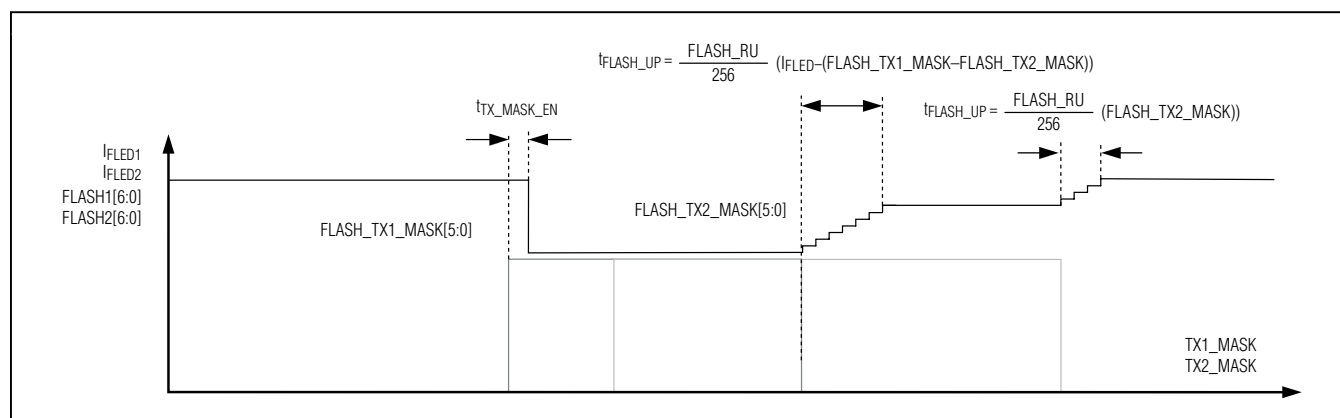 tFLASH_UP = FLASH_RU/256 (IFLED–(FLASH_TX1_MASK–FLASH_TX2_MASK))
tTX_MASK_EN
tFLASH_UP = FLASH_RU/256 (FLASH_TX2_MASK))
IFLED1
IFLED2
FLASH1[6:0]
FLASH2[6:0]
FLASH_TX1_MASK[5:0]
FLASH_TX2_MASK[5:0]
TX1_MASK
TX2_MASK